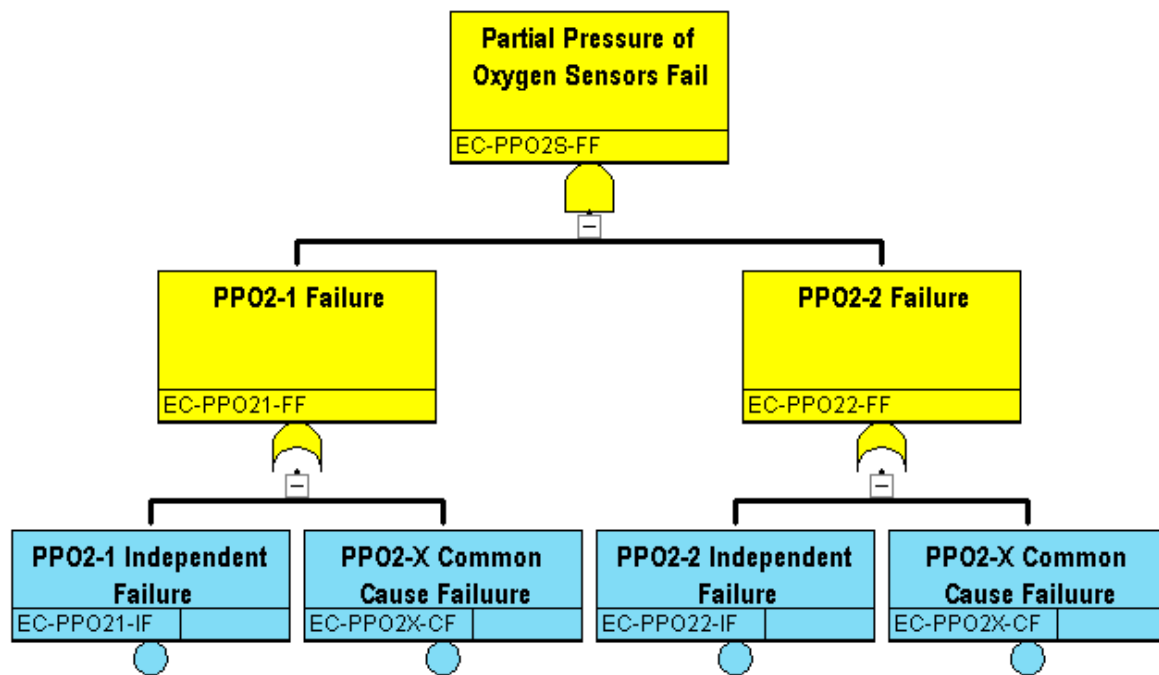 Partial Pressure of
Oxygen Sensors Fail
EC-PPO2S-FF
PPO2-1 Failure
EC-PPO21-FF
PPO2-2 Failure
EC-PPO22-FF
PPO2-1 Independent
Failure
EC-PPO21-IF
PPO2-X Common
Cause Failuure
EC-PPO2X-CF
PPO2-2 Independent
Failure
EC-PPO22-IF
PPO2-X Common
Cause Failuure
EC-PPO2X-CF